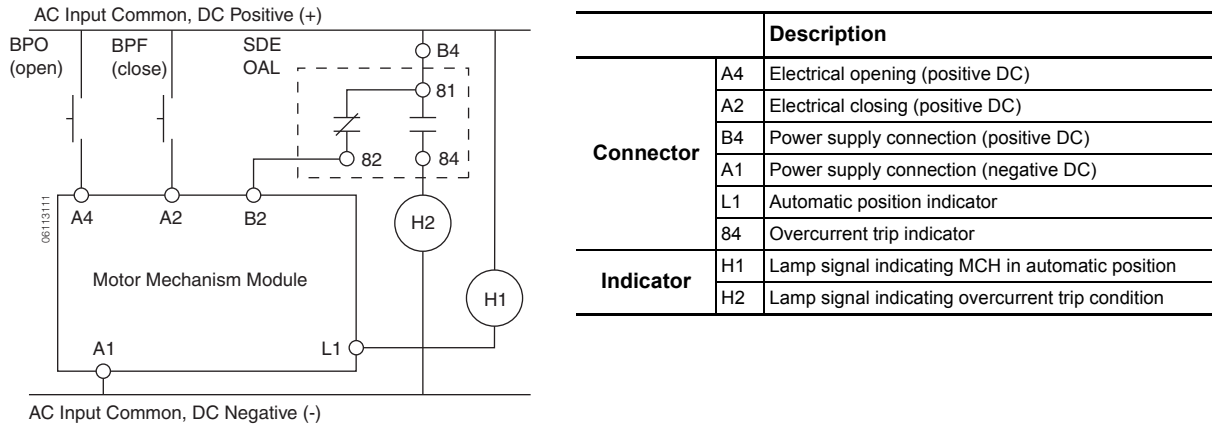 AC Input Common, DC Positive (+)
BPO
(open)
BPF
(close)
SDE
OAL
B4
81
82
84
A4
A2
B2
H2
06113111
Motor Mechanism Module
H1
A1
L1
AC Input Common, DC Negative (-)
Description
Connector
A4 Electrical opening (positive DC)
A2 Electrical closing (positive DC)
B4 Power supply connection (positive DC)
A1 Power supply connection (negative DC)
L1 Automatic position indicator
84 Overcurrent trip indicator
Indicator
H1 Lamp signal indicating MCH in automatic position
H2 Lamp signal indicating overcurrent trip condition